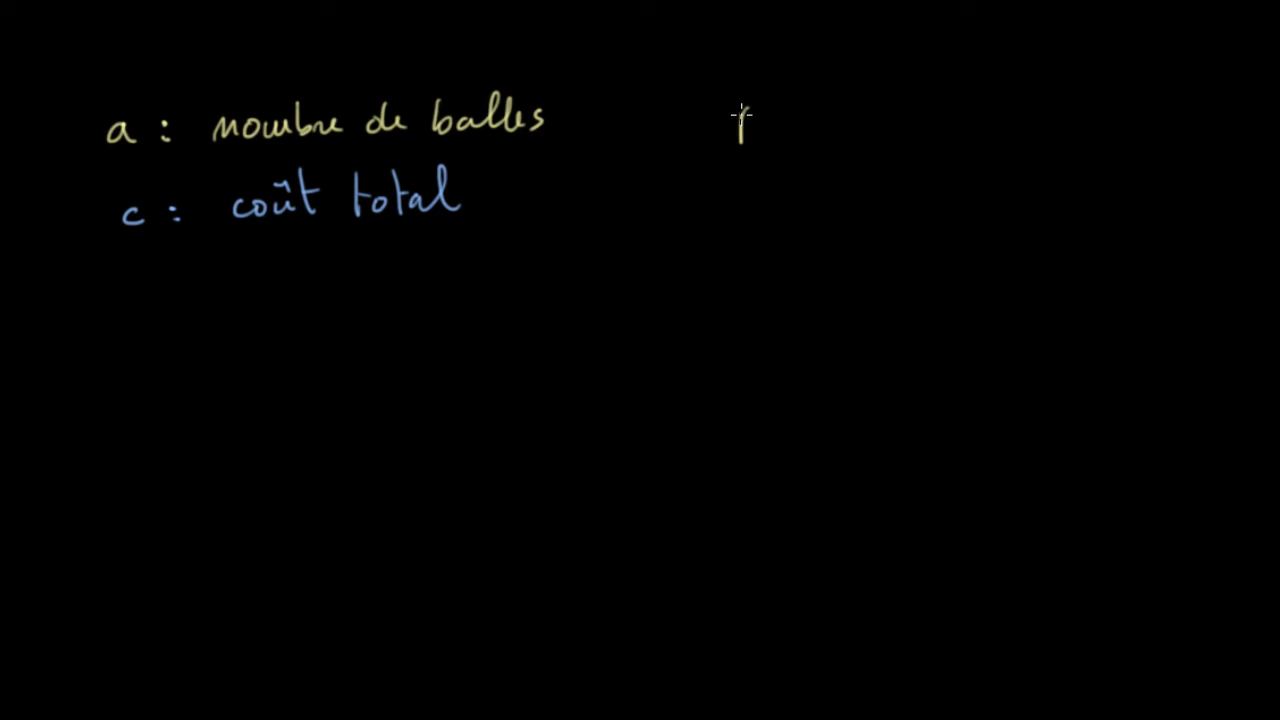 a : nombre de balles
c : coût total